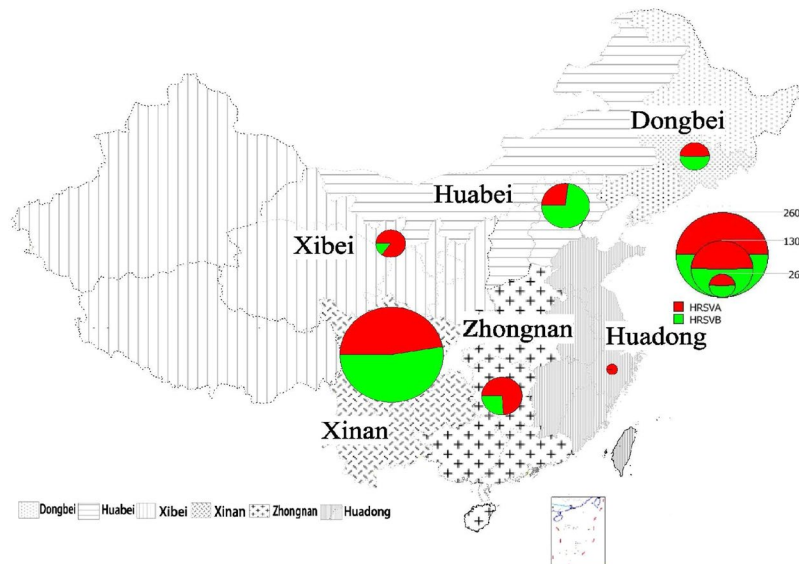 Dongbei
Huabei
Xibei
260
130
26
HRSVA
HRSVB
Zhongnan
Huadong
Xinan
Dongbei Huabei Xibei Xinan Zhongnan Huadong